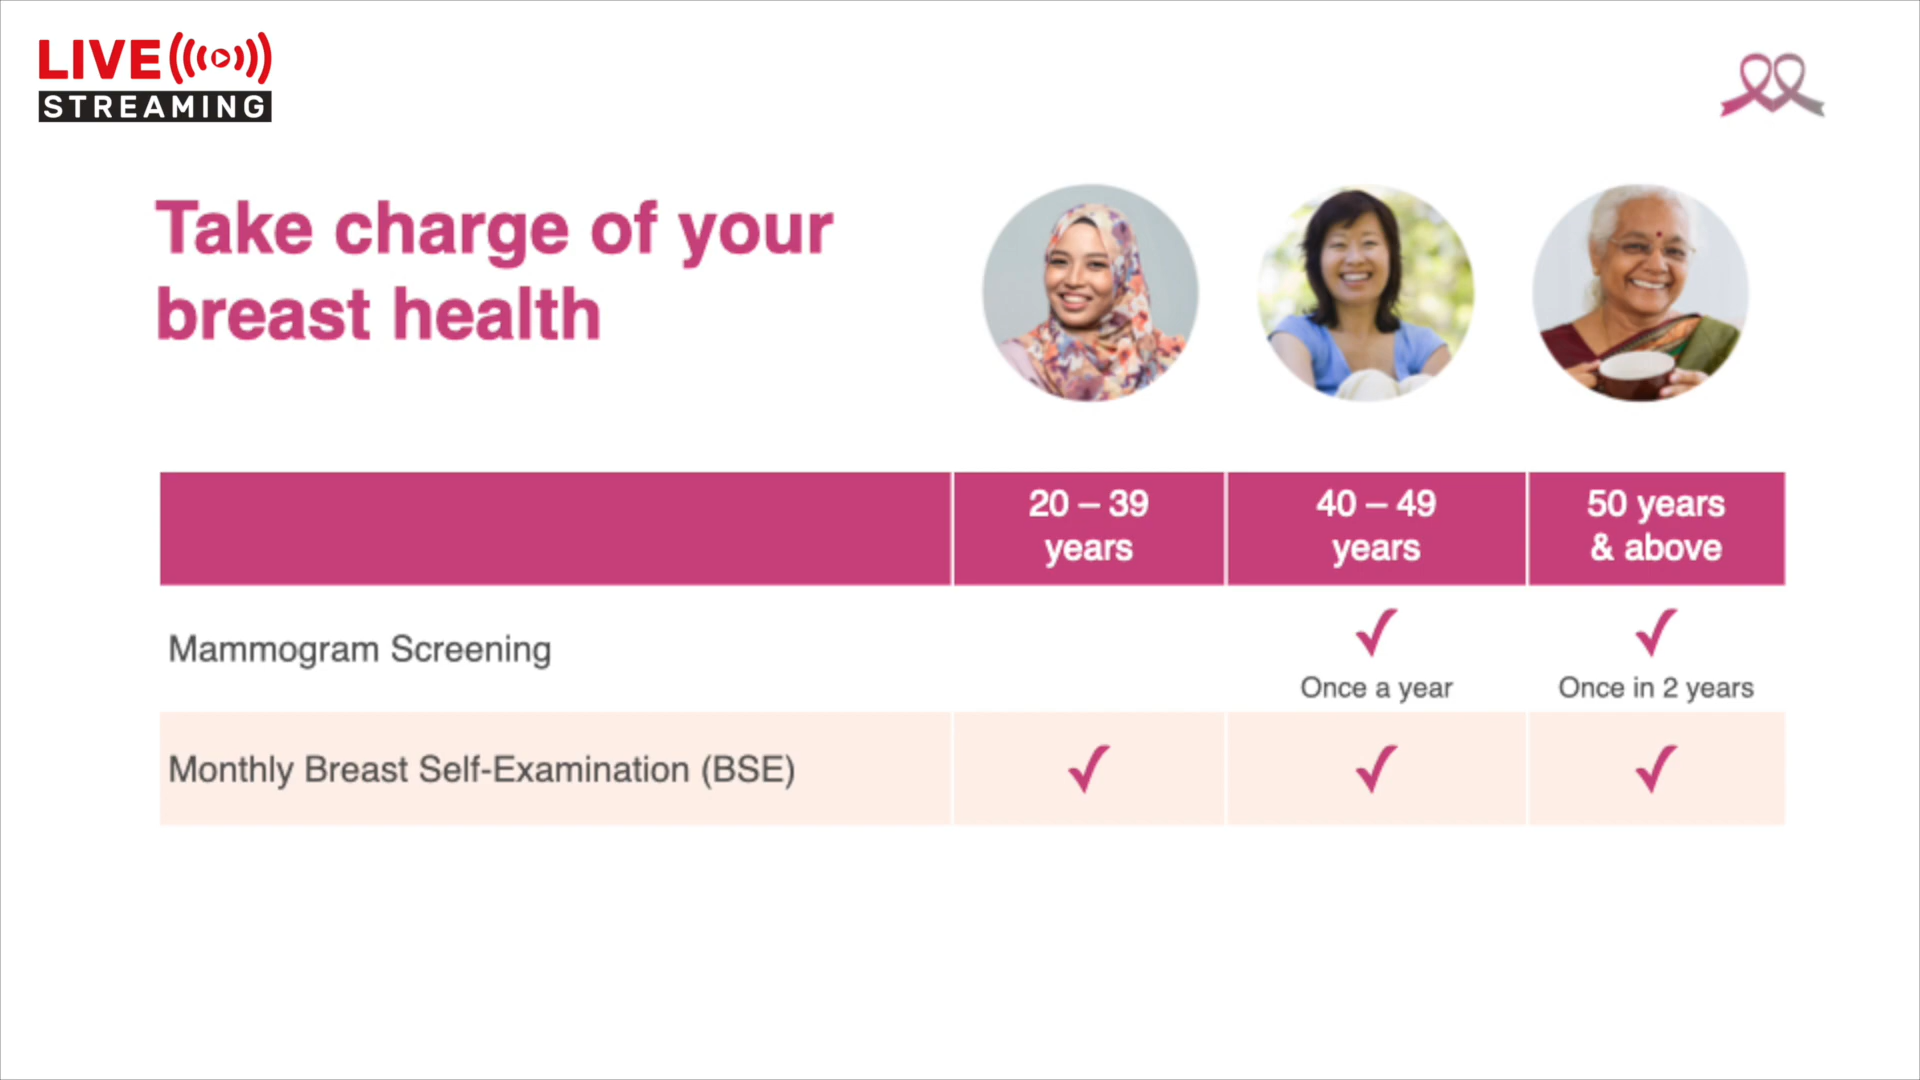 LIVE
STREAMING
Take charge of your
breast health
20 – 39
years
40 – 49
years
50 years
& above
Mammogram Screening
✓
✓
Once a year
Once in 2 years
Monthly Breast Self-Examination (BSE)
✓
✓
✓